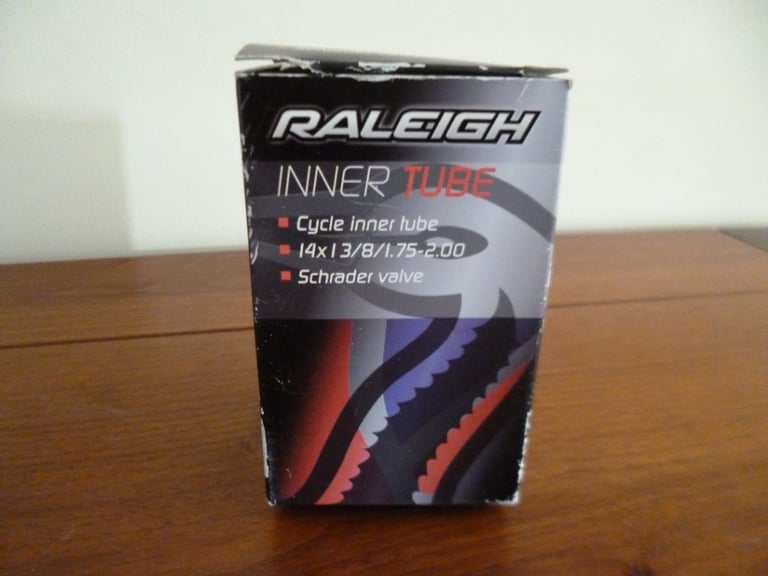 RALEIGH
INNER TUBE
Cycle inner tube
14x1 3/8/1.75-2.00
Schrader valve